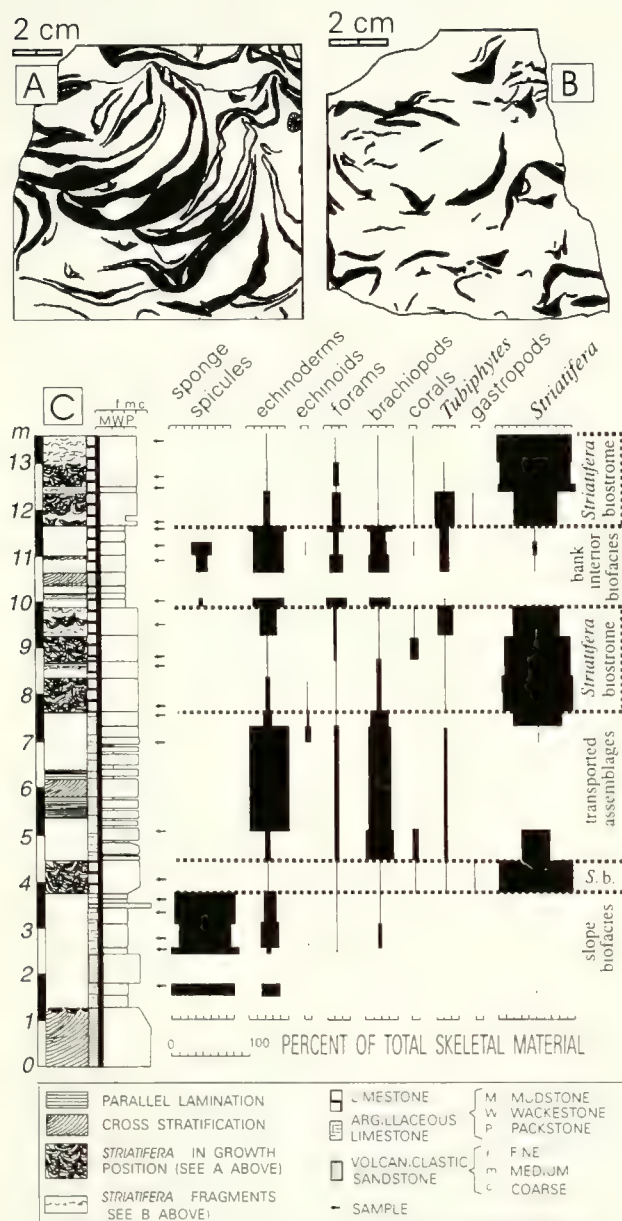 2 cm
A
2 cm
B
C
f m c
MWP
sponge spicules
echinoderms
echinoids
forams
brachiopods
corals
Tubiphytes
gastropods
Striatifera
m
13
12
11
10
9
8
7
6
5
4
3
2
1
0
Striatifera biostrome
bank interior biofacies
Striatifera biostrome
transported assemblages
S.b.
slope biofacies
0 100 PERCENT OF TOTAL SKELETAL MATERIAL
PARALLEL LAMINATION
CROSS STRATIFICATION
STRIATIFERA IN GROWTH
POSITION (SEE A ABOVE)
STRIATIFERA FRAGMENTS
SEE B ABOVE)
LIMESTONE
ARGILLACEOUS
LIMESTONE
VOLCANICLASTIC
SANDSTONE
SAMPLE
M MUDSTONE
W WACKESTONE
P PACKSTONE
f FINE
m MEDIUM
c COARSE